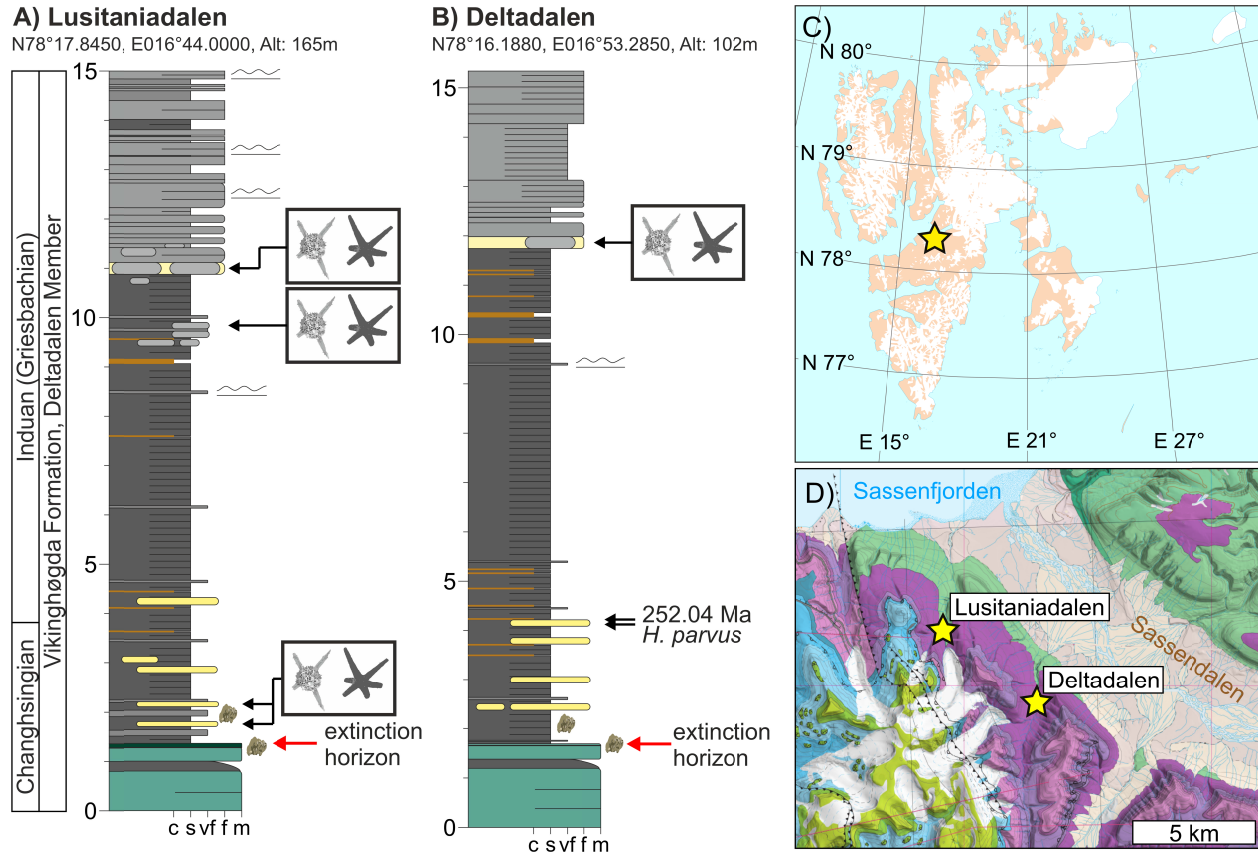 A) Lusitaniadalen
N78°17.8450, E016°44.0000, Alt: 165m
Induan (Griesbachian)
Changhsingian
Vikinghøgda Formation, Deltadalen Member
15
10
5
0
extinction
horizon
c s vf f m
B) Deltadalen
N78°16.1880, E016°53.2850, Alt: 102m
15
10
5
0
252.04 Ma
H. parvus
extinction
horizon
c s vf f m
C)
N 80°
N 79°
N 78°
N 77°
E 15°
E 21°
E 27°
D)
Sassenfjorden
Lusitaniadalen
Sassendalen
Deltadalen
5 km